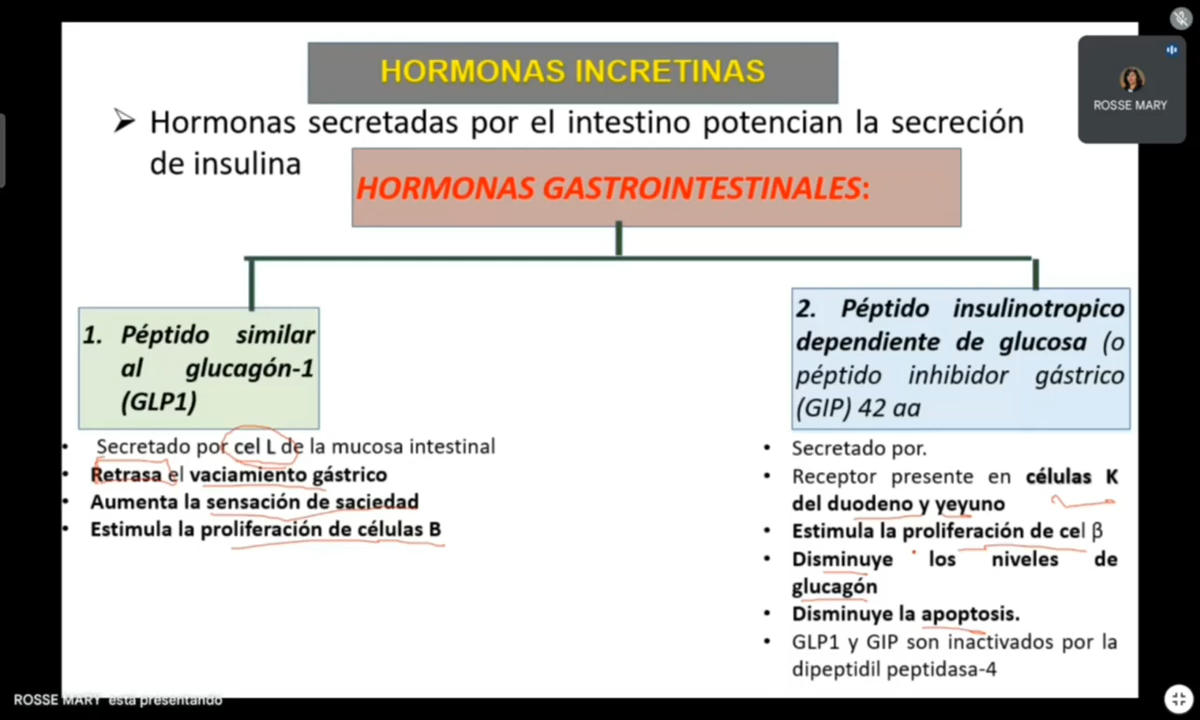 HORMONAS INCRETINAS
ROSSE MARY
➤ Hormonas secretadas por el intestino potencian la secreción
de insulina
HORMONAS GASTROINTESTINALES:
1. Péptido similar
al glucagón-1
(GLP1)
• Secretado por cel L de la mucosa intestinal
• Retrasa el vaciamiento gástrico
• Aumenta la sensación de saciedad
• Estimula la proliferación de células B
2. Péptido insulinotropico
dependiente de glucosa (o
péptido inhibidor gástrico
(GIP) 42 aa
• Secretado por.
• Receptor presente en células K
del duodeno y yeyuno
• Estimula la proliferación de cel β
• Disminuye los niveles de
glucagón
• Disminuye la apoptosis.
• GLP1 y GIP son inactivados por la
dipeptidil peptidasa-4
ROSSE MARY está presentando